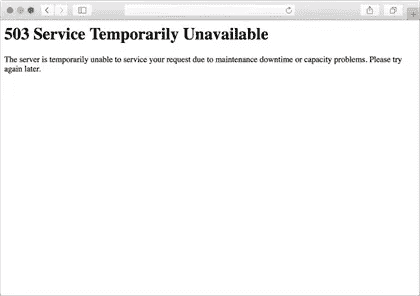 503 Service Temporarily Unavailable
The server is temporarily unable to service your request due to maintenance downtime or capacity problems. Please try
again later.